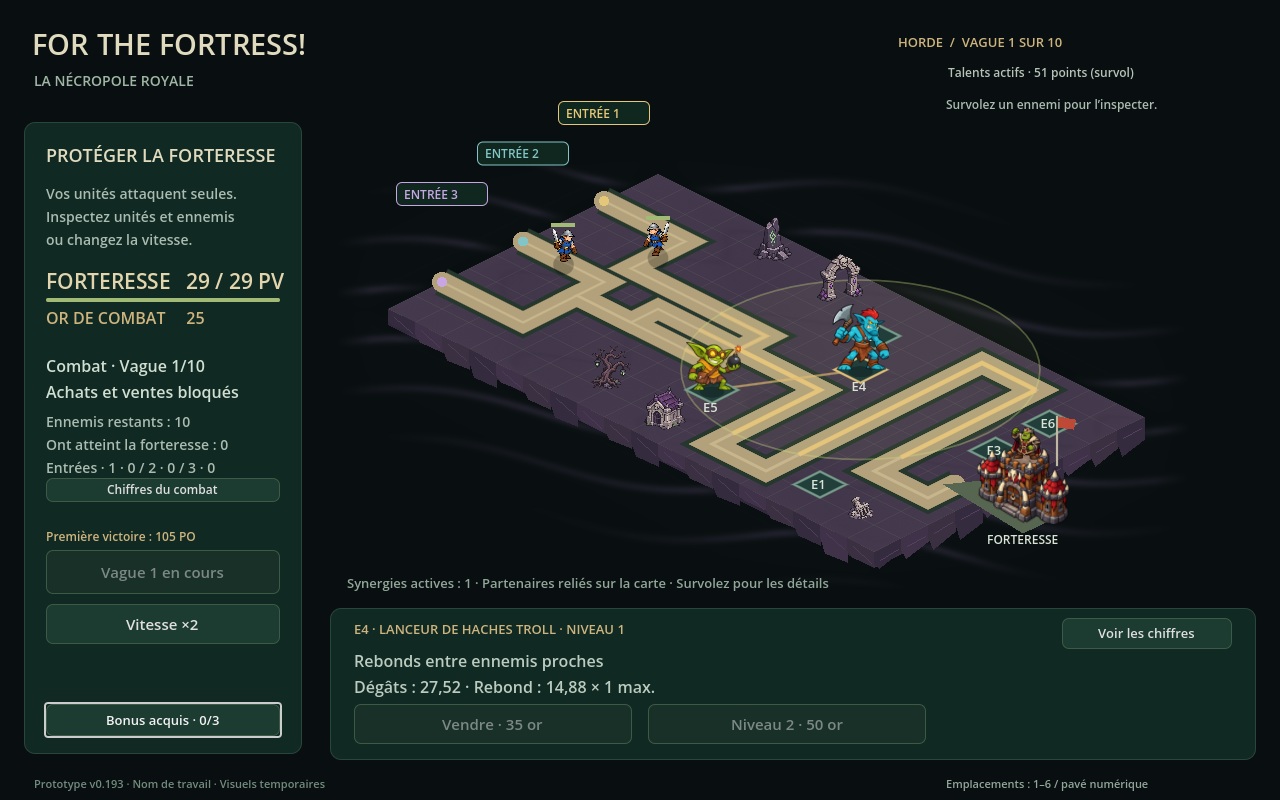 FOR THE FORTRESS!
LA NÉCROPOLE ROYALE
HORDE / VAGUE 1 SUR 10
Talents actifs · 51 points (survol)
Survolez un ennemi pour l’inspecter.
ENTRÉE 1
ENTRÉE 2
ENTRÉE 3
PROTÉGER LA FORTERESSE
Vos unités attaquent seules.
Inspectez unités et ennemis
ou changez la vitesse.
FORTERESSE 29 / 29 PV
OR DE COMBAT 25
Combat · Vague 1/10
Achats et ventes bloqués
Ennemis restants : 10
Ont atteint la forteresse : 0
Entrées · 1 · 0 / 2 · 0 / 3 · 0
Chiffres du combat
Première victoire : 105 PO
Vague 1 en cours
Vitesse ×2
Bonus acquis · 0/3
E4
E5
E6
E3
E1
FORTERESSE
Synergies actives : 1 · Partenaires reliés sur la carte · Survolez pour les détails
E4 · LANCEUR DE HACHES TROLL · NIVEAU 1
Voir les chiffres
Rebonds entre ennemis proches
Dégâts : 27,52 · Rebond : 14,88 × 1 max.
Vendre · 35 or
Niveau 2 · 50 or
Prototype v0.193 · Nom de travail · Visuels temporaires
Emplacements : 1–6 / pavé numérique